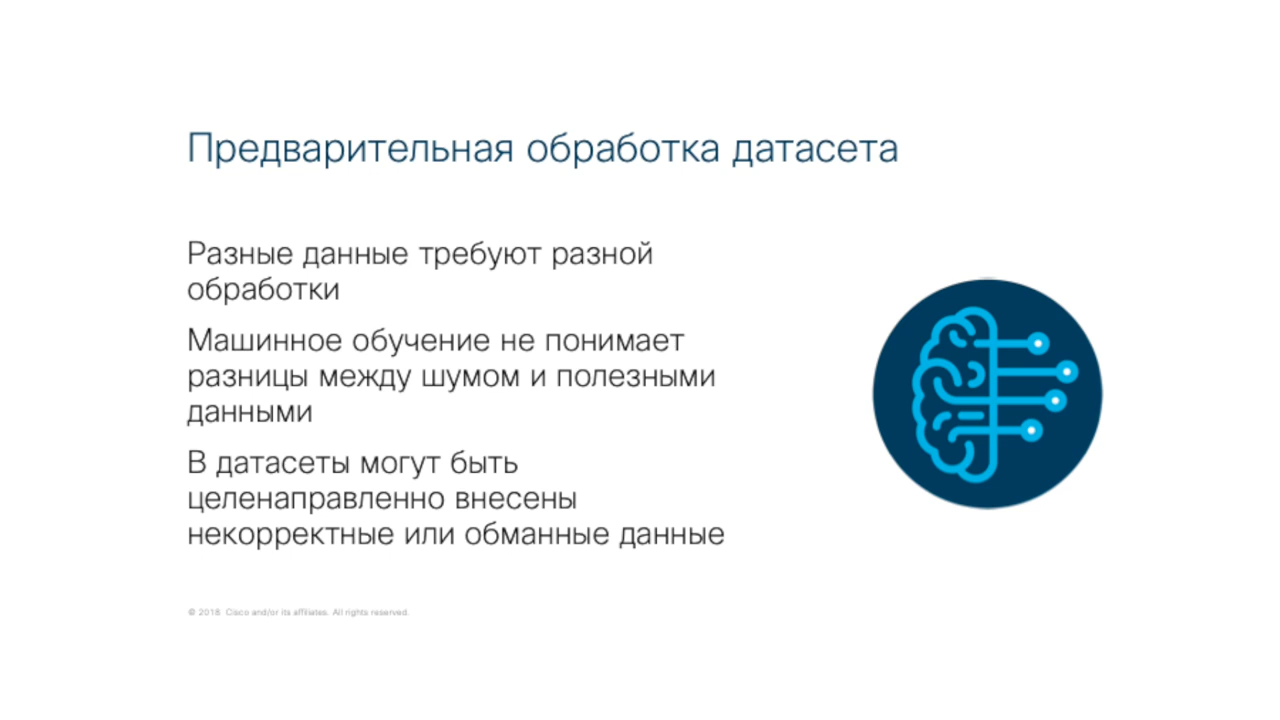 Предварительная обработка датасета
Разные данные требуют разной
обработки
Машинное обучение не понимает
разницы между шумом и полезными
данными
В датасеты могут быть
целенаправленно внесены
некорректные или обманные данные
© 2018 Cisco and/or its affiliates. All rights reserved.